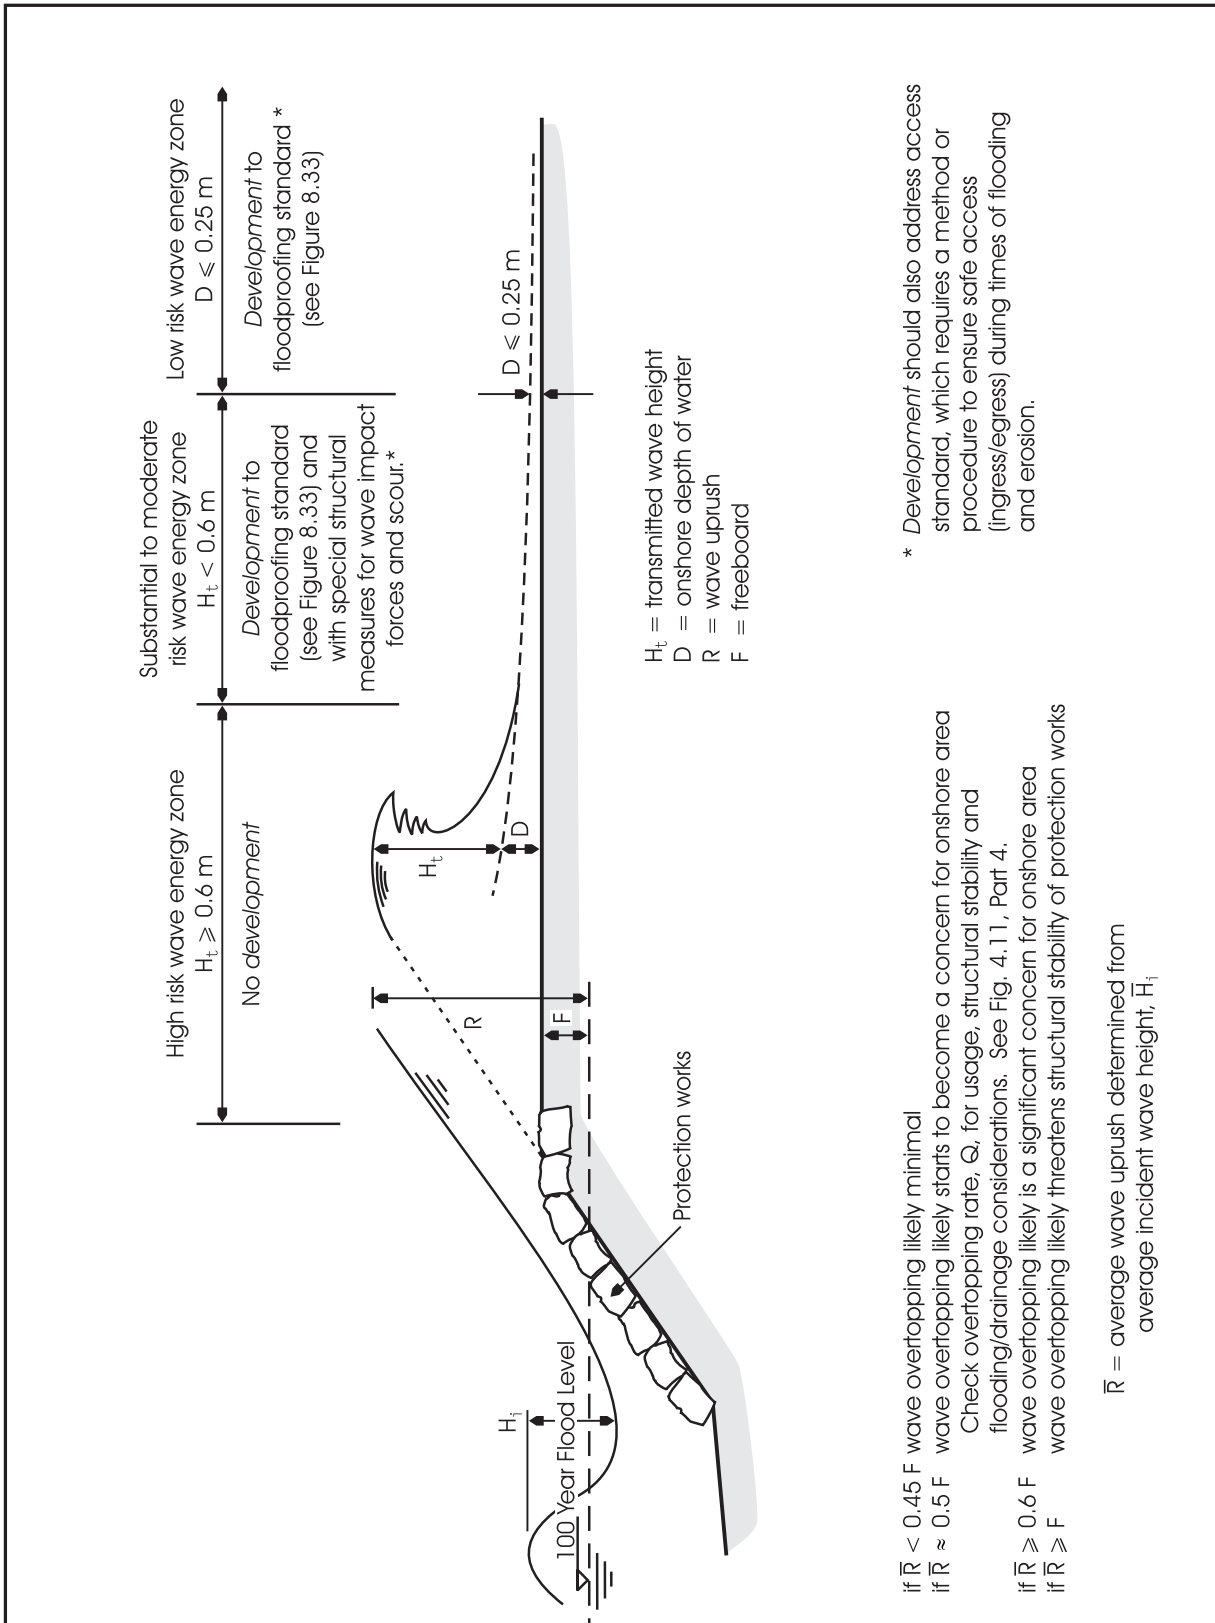 High risk wave energy zone
Hₜ ⩾ 0.6 m
No development
Substantial to moderate
risk wave energy zone
Hₜ < 0.6 m
Development to
floodproofing standard
(see Figure 8.33) and
with special structural
measures for wave impact
forces and scour.*
Low risk wave energy zone
D ⩽ 0.25 m
Development to
floodproofing standard *
(see Figure 8.33)
Hᵢ
100 Year Flood Level
R
F
Hₜ
D
D ⩽ 0.25 m
Protection works
Hₜ = transmitted wave height
D = onshore depth of water
R = wave uprush
F = freeboard
if R̅ < 0.45 F wave overtopping likely minimal
if R̅ ≈ 0.5 F wave overtopping likely starts to become a concern for onshore area
Check overtopping rate, Q, for usage, structural stability and
flooding/drainage considerations. See Fig. 4.11, Part 4.
if R̅ ⩾ 0.6 F wave overtopping likely is a significant concern for onshore area
if R̅ ⩾ F wave overtopping likely threatens structural stability of protection works
R̅ = average wave uprush determined from
average incident wave height, H̅ᵢ
* Development should also address access
standard, which requires a method or
procedure to ensure safe access
(ingress/egress) during times of flooding
and erosion.